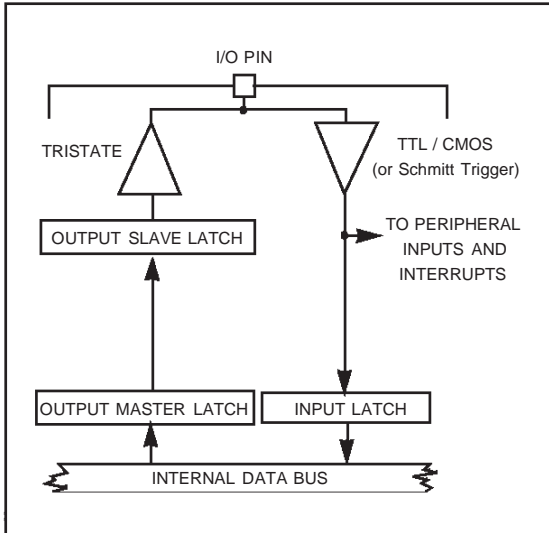 I/O PIN
TRISTATE
TTL / CMOS
(or Schmitt Trigger)
OUTPUT SLAVE LATCH
TO PERIPHERAL
INPUTS AND
INTERRUPTS
OUTPUT MASTER LATCH
INPUT LATCH
INTERNAL DATA BUS